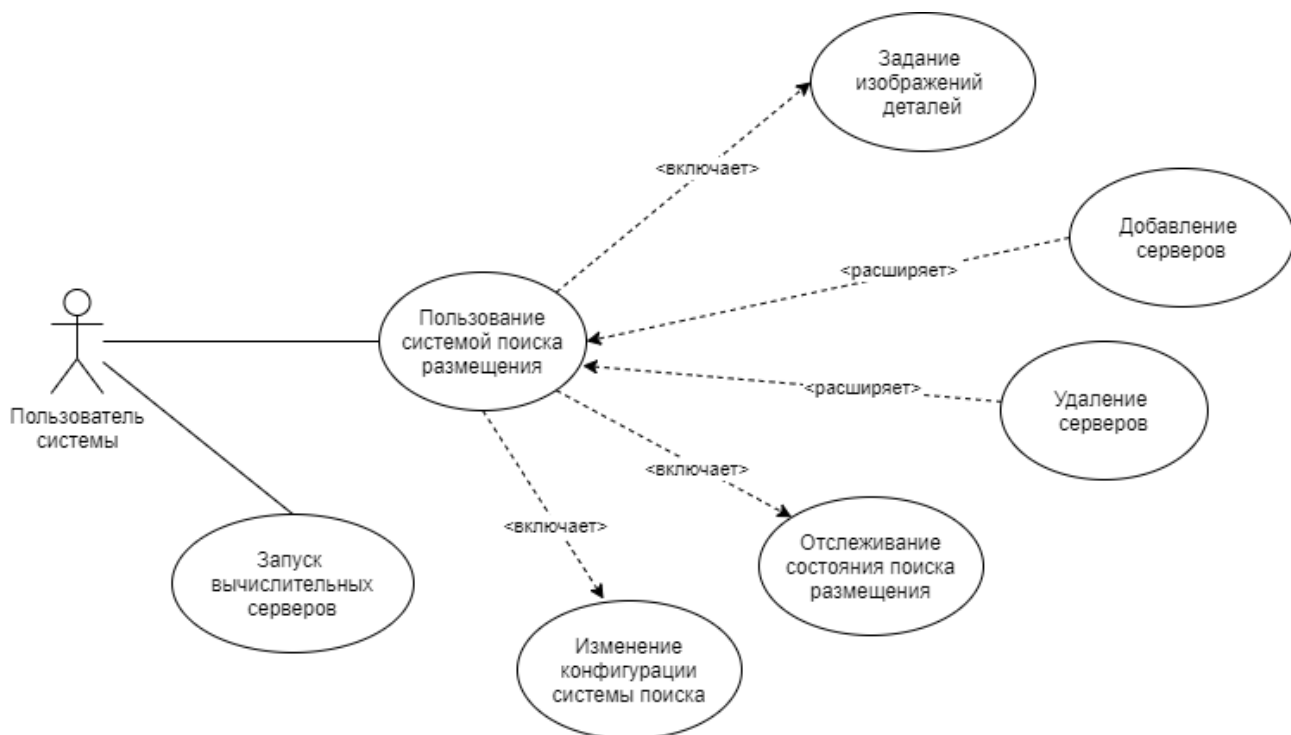 Задание
изображений
деталей
<включает>
Добавление
серверов
<расширяет>
Пользование
системой поиска
размещения
<расширяет>
Удаление
серверов
Пользователь
системы
<включает>
<включает>
Отслеживание
состояния поиска
размещения
Запуск
вычислительных
серверов
Изменение
конфигурации
системы поиска